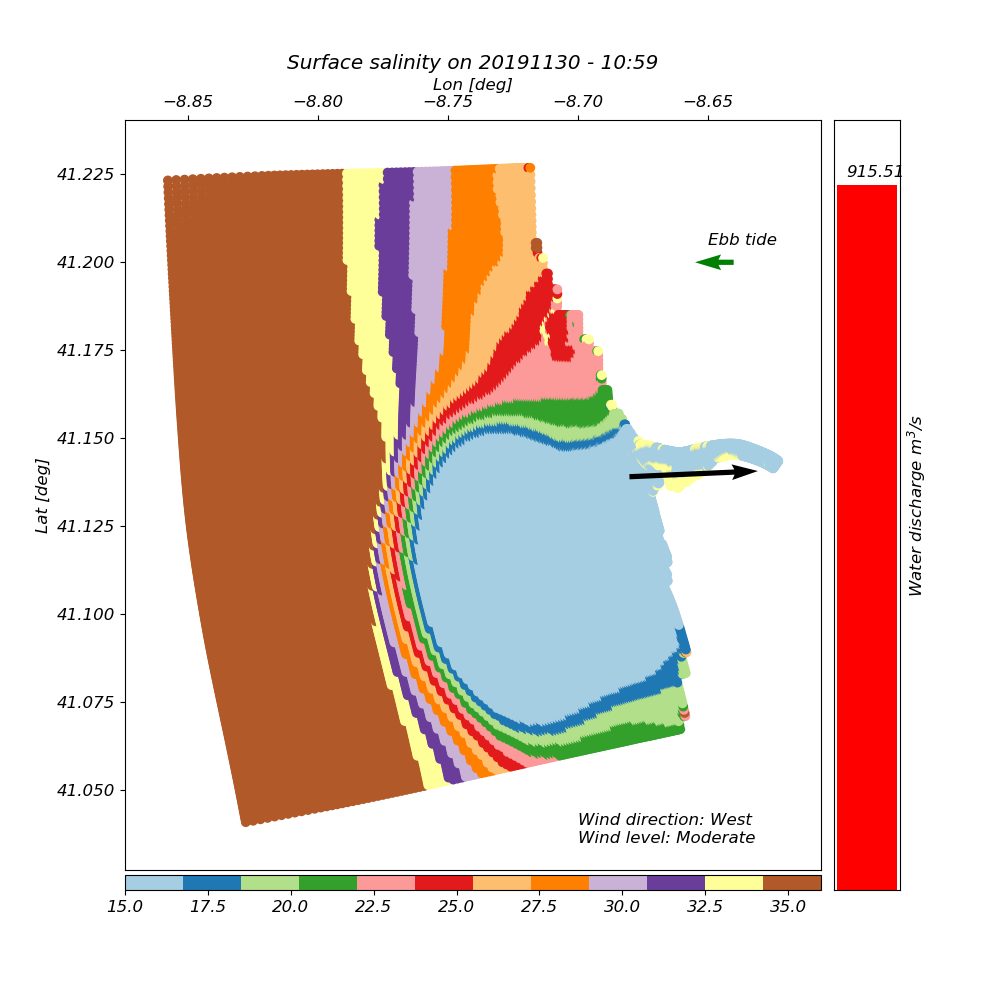 Surface salinity on 20191130 - 10:59
Lon [deg]
−8.85 −8.80 −8.75 −8.70 −8.65
915.51
41.225
Ebb tide
41.200
41.175
41.150
41.125
41.100
41.075
41.050
Lat [deg]
Water discharge m³/s
Wind direction: West
Wind level: Moderate
15.0 17.5 20.0 22.5 25.0 27.5 30.0 32.5 35.0